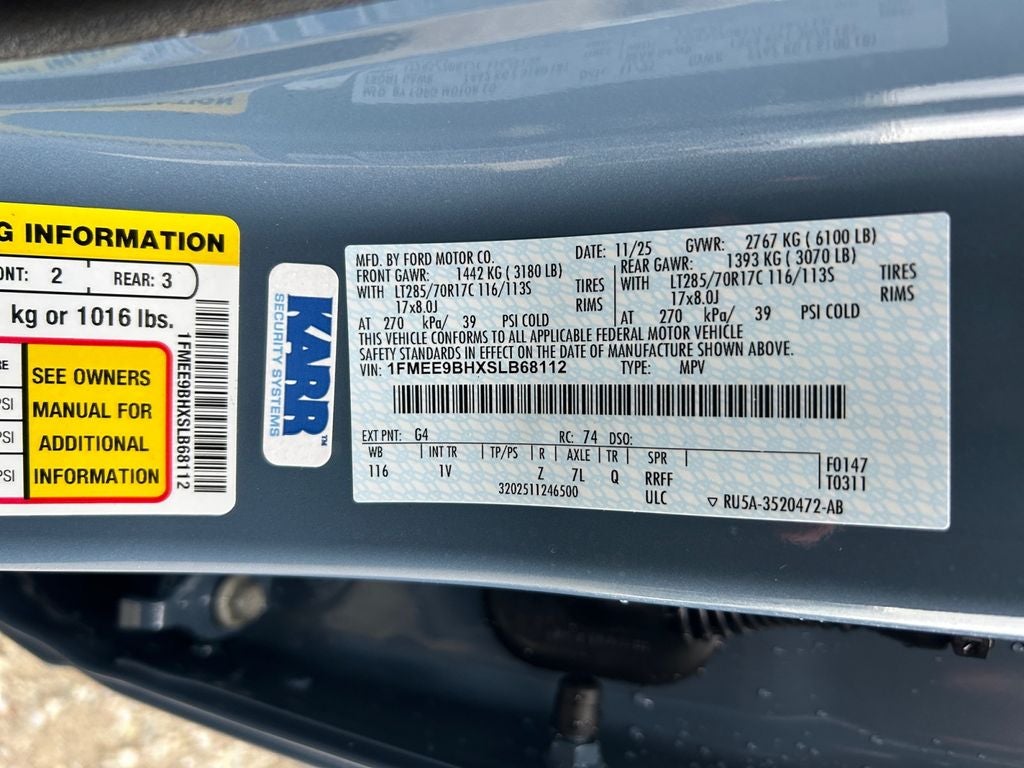 G INFORMATION
ONT: 2 REAR: 3
kg or 1016 lbs.
RE
PSI
PSI
PSI
SEE OWNERS
MANUAL FOR
ADDITIONAL
INFORMATION
1FMEE9BHXSLB68112
KARR™
SECURITY SYSTEMS
MFD. BY FORD MOTOR CO. DATE: 11/25 GVWR: 2767 KG ( 6100 LB)
FRONT GAWR: 1442 KG ( 3180 LB) REAR GAWR: 1393 KG ( 3070 LB)
WITH LT285/70R17C 116/113S TIRES WITH LT285/70R17C 116/113S TIRES
17x8.0J RIMS 17x8.0J RIMS
AT 270 kPa/ 39 PSI COLD AT 270 kPa/ 39 PSI COLD
THIS VEHICLE CONFORMS TO ALL APPLICABLE FEDERAL MOTOR VEHICLE
SAFETY STANDARDS IN EFFECT ON THE DATE OF MANUFACTURE SHOWN ABOVE.
VIN: 1FMEE9BHXSLB68112 TYPE: MPV
EXT PNT: G4 RC: 74 DSO:
WB INT TR TP/PS R AXLE TR SPR
116 1V Z 7L Q RRFF
F0147
T0311
3202511246500 ULC ▽ RU5A-3520472-AB